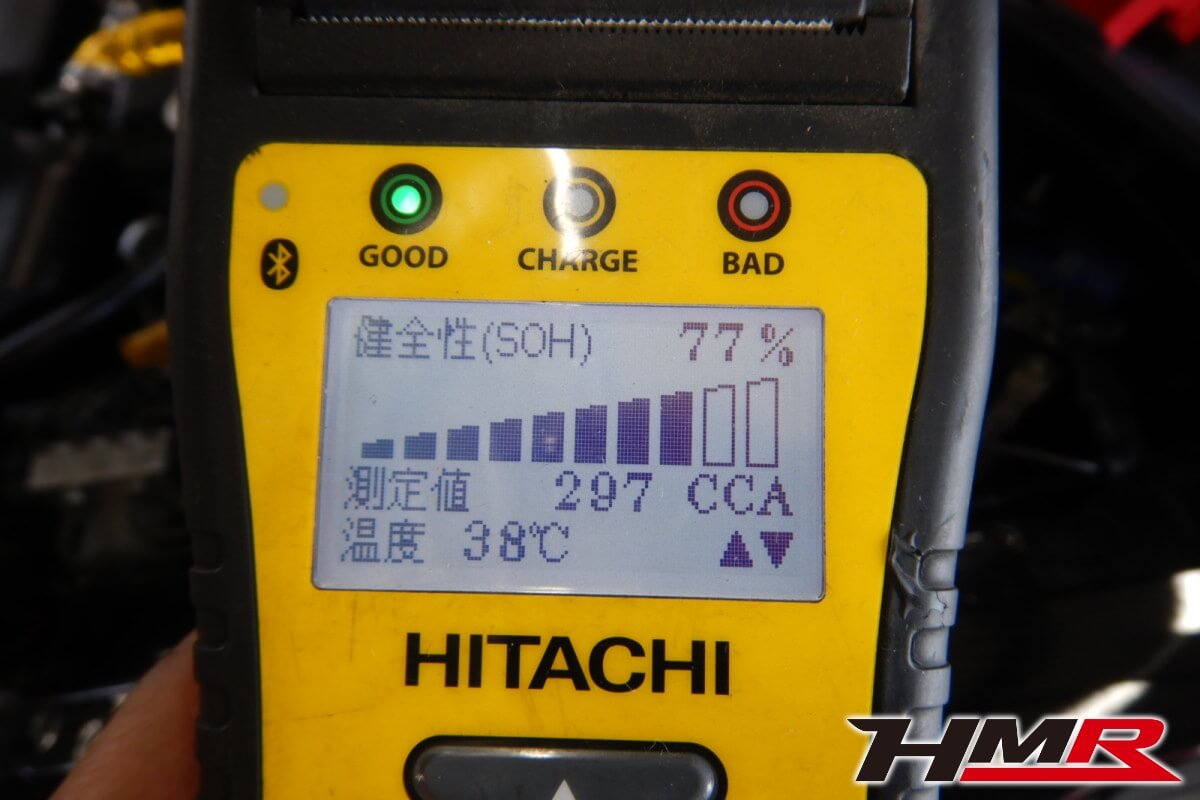 GOOD CHARGE BAD
健全性(SOH) 77%
測定値 297 CCA
温度 38℃ ▲▼
HITACHI
HMR